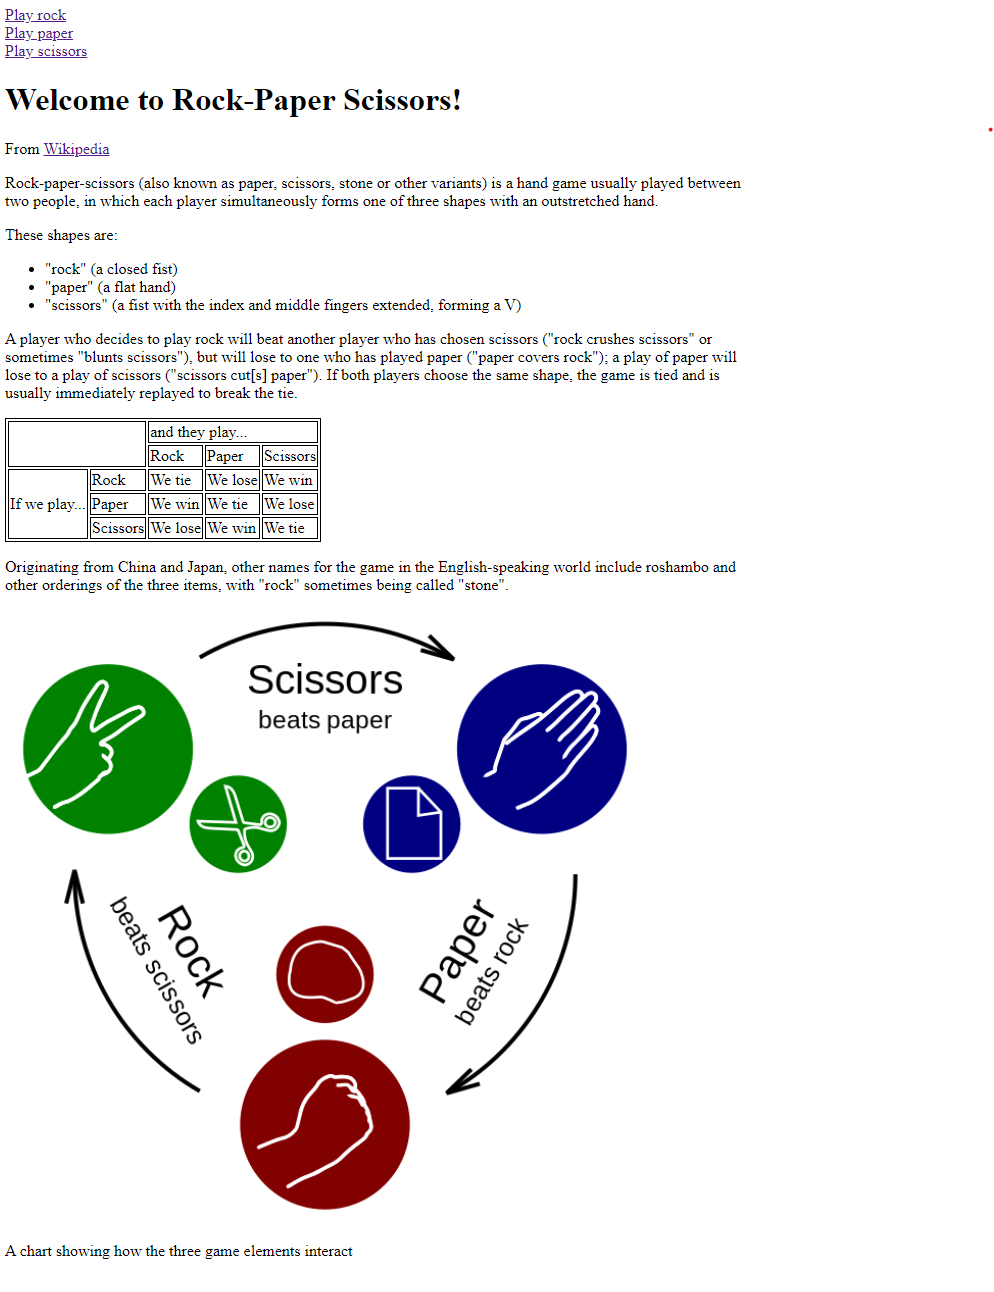 Play rock
Play paper
Play scissors
Welcome to Rock-Paper Scissors!
From Wikipedia
Rock-paper-scissors (also known as paper, scissors, stone or other variants) is a hand game usually played between
two people, in which each player simultaneously forms one of three shapes with an outstretched hand.
These shapes are:
"rock" (a closed fist)
"paper" (a flat hand)
"scissors" (a fist with the index and middle fingers extended, forming a V)
A player who decides to play rock will beat another player who has chosen scissors ("rock crushes scissors" or
sometimes "blunts scissors"), but will lose to one who has played paper ("paper covers rock"); a play of paper will
lose to a play of scissors ("scissors cut[s] paper"). If both players choose the same shape, the game is tied and is
usually immediately replayed to break the tie.
and they play...
Rock Paper Scissors
If we play... Rock We tie We lose We win
Paper We win We tie We lose
Scissors We lose We win We tie
Originating from China and Japan, other names for the game in the English-speaking world include roshambo and
other orderings of the three items, with "rock" sometimes being called "stone".
Scissors
beats paper
Rock
beats scissors
Paper
beats rock
A chart showing how the three game elements interact